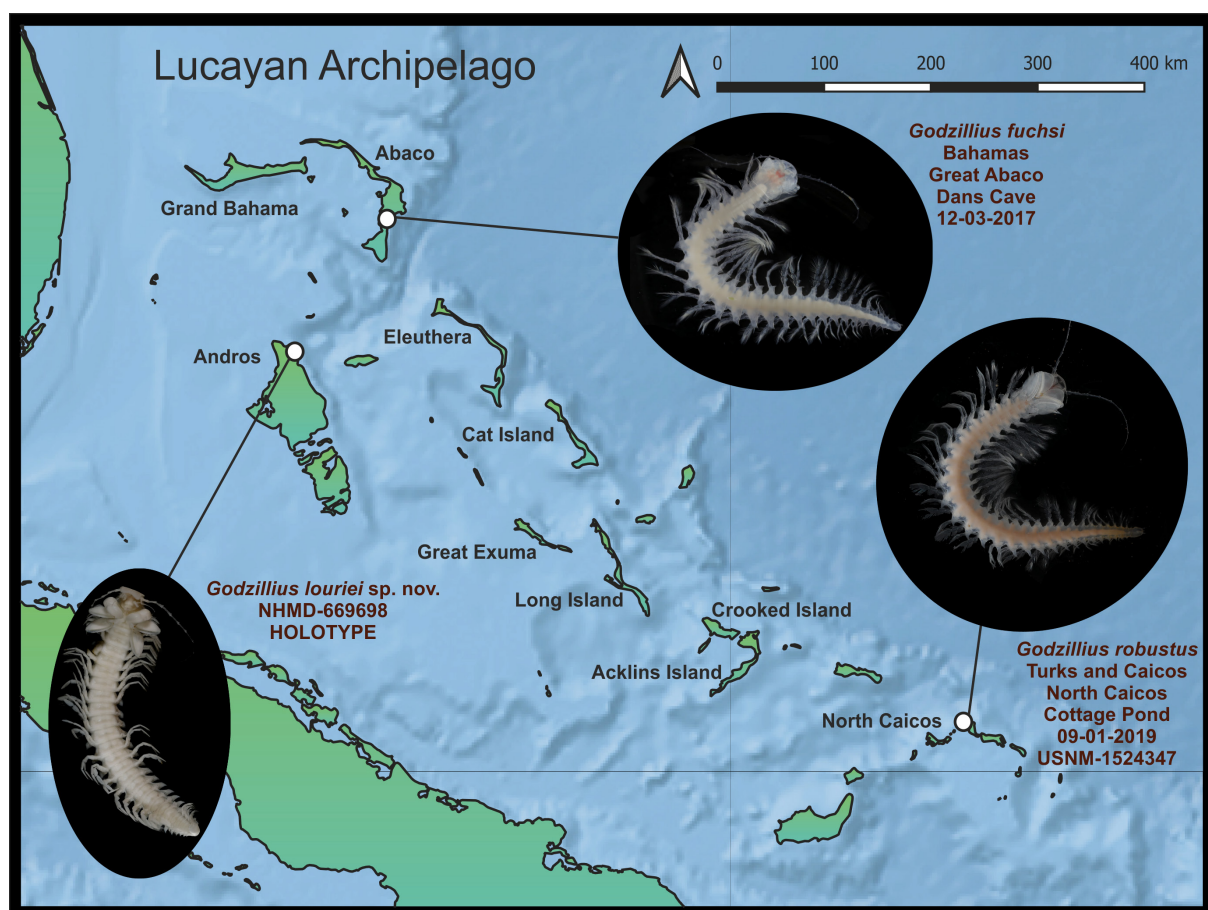 Lucayan Archipelago
0 100 200 300 400 km
Godzillius fuchsi
Bahamas
Great Abaco
Dans Cave
12-03-2017
Abaco
Grand Bahama
Eleuthera
Andros
Cat Island
Great Exuma
Long Island
Crooked Island
Acklins Island
North Caicos
Godzillius louriei sp. nov.
NHMD-669698
HOLOTYPE
Godzillius robustus
Turks and Caicos
North Caicos
Cottage Pond
09-01-2019
USNM-1524347